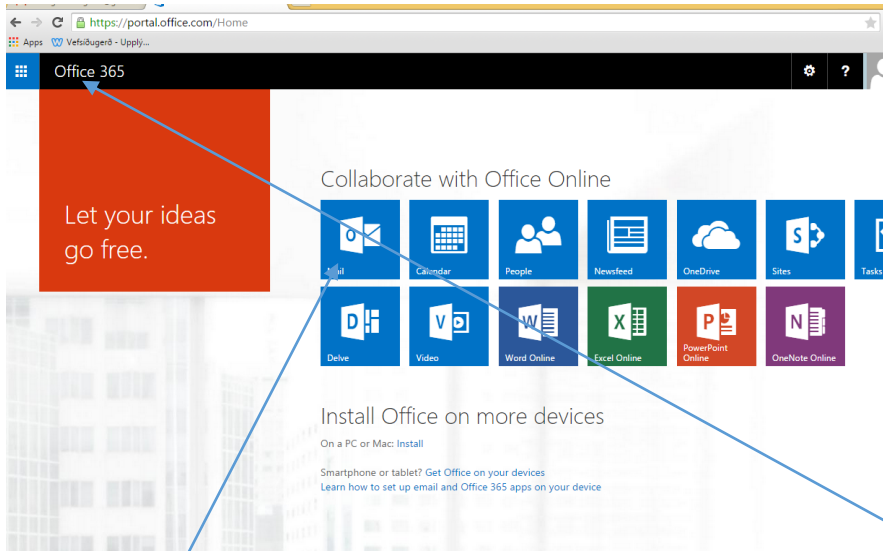 https://portal.office.com/Home
Apps Vefsíðugerð - Upplý...
Office 365 ?
Let your ideas
go free.
Collaborate with Office Online
Mail Calendar People Newsfeed OneDrive Sites Tasks
Delve Video Word Online Excel Online PowerPoint Online OneNote Online
Install Office on more devices
On a PC or Mac: Install
Smartphone or tablet? Get Office on your devices
Learn how to set up email and Office 365 apps on your device